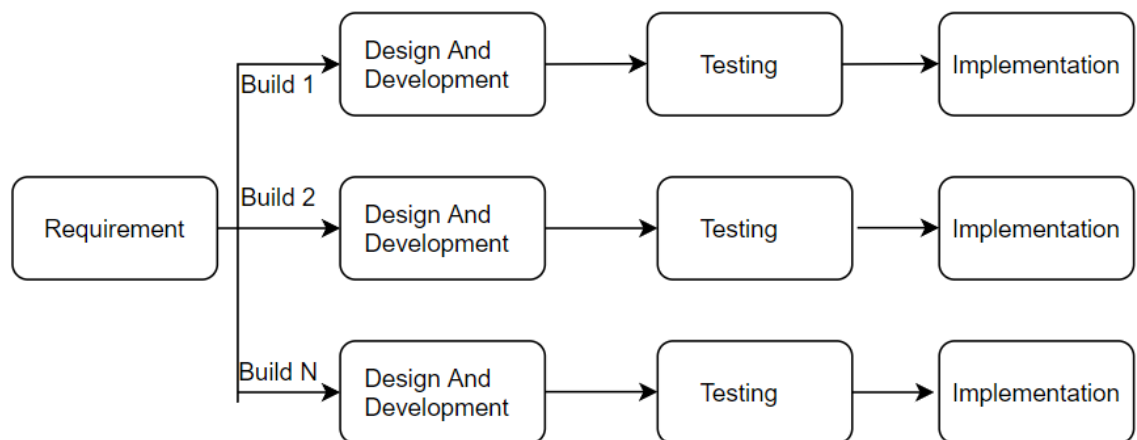 Design And
Development
Testing
Implementation
Build 1
Requirement
Build 2
Design And
Development
Testing
Implementation
Build N
Design And
Development
Testing
Implementation